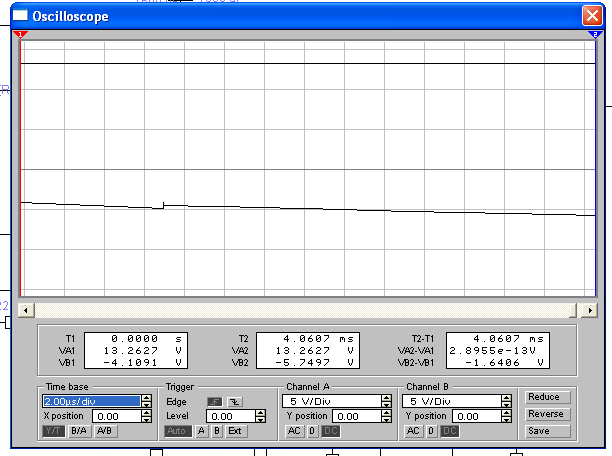 Oscilloscope
1
2
T1 0.0000 s T2 4.0607 ms T2-T1 4.0607 ms
VA1 13.2627 V VA2 13.2627 V VA2-VA1 2.8955e-13V
VB1 -4.1091 V VB2 -5.7497 V VB2-VB1 -1.6406 V
Time base Trigger Channel A Channel B
2.00µs/div Edge 5 V/Div 5 V/Div Reduce
X position 0.00 Level 0.00 Y position 0.00 Y position 0.00 Reverse
Y/T B/A A/B Auto A B Ext AC 0 DC AC 0 DC Save